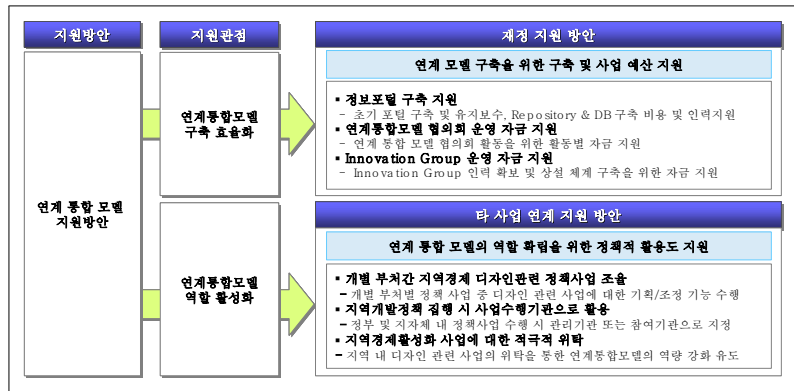 지원방안
지원관점
재정 지원 방안
연계 통합 모델
지원방안
연계통합모델
구축 효율화
연계 모델 구축을 위한 구축 및 사업 예산 지원
▪ 정보포털 구축 지원
– 초기 포털 구축 및 유지보수, Repository & DB 구축 비용 및 인력지원
▪ 연계통합모델 협의회 운영 자금 지원
– 연계 통합 모델 협의회 활동을 위한 활동별 자금 지원
▪ Innovation Group 운영 자금 지원
– Innovation Group 인력 확보 및 상설 체계 구축을 위한 자금 지원
연계통합모델
역할 활성화
타 사업 연계 지원 방안
연계 통합 모델의 역할 확립을 위한 정책적 활용도 지원
▪ 개별 부처간 지역경제 디자인관련 정책사업 조율
– 개별 부처별 정책 사업 중 디자인 관련 사업에 대한 기획/조정 기능 수행
▪ 지역개발정책 집행 시 사업수행기관으로 활용
– 정부 및 지자체 내 정책사업 수행 시 관리기관 또는 참여기관으로 지정
▪ 지역경제활성화 사업에 대한 적극적 위탁
– 지역 내 디자인 관련 사업의 위탁을 통한 연계통합모델의 역량 강화 유도